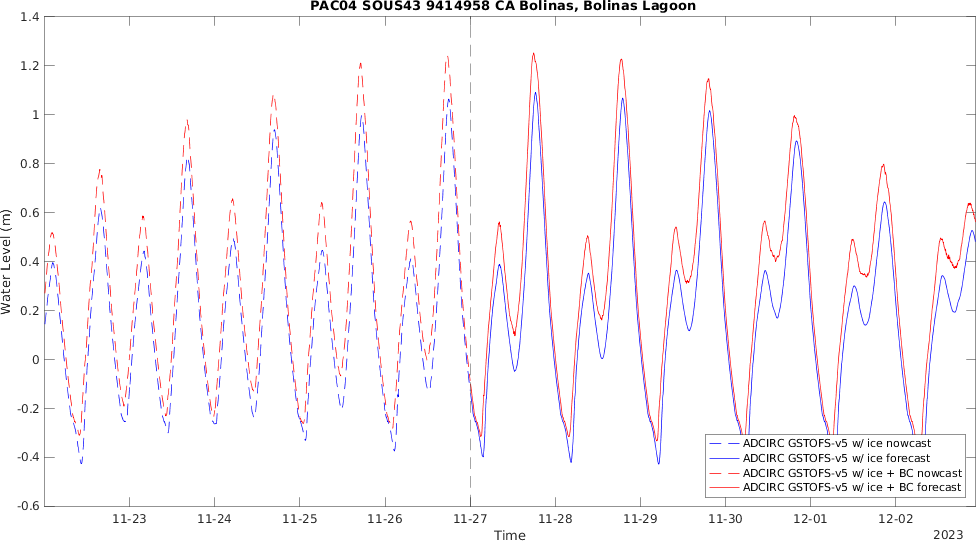 PAC04 SOUS43 9414958 CA Bolinas, Bolinas Lagoon
1.4
1.2
1
0.8
0.6
0.4
0.2
0
-0.2
-0.4
-0.6
Water Level (m)
ADCIRC GSTOFS-v5 w/ ice nowcast
ADCIRC GSTOFS-v5 w/ ice forecast
ADCIRC GSTOFS-v5 w/ ice + BC nowcast
ADCIRC GSTOFS-v5 w/ ice + BC forecast
11-23 11-24 11-25 11-26 11-27 11-28 11-29 11-30 12-01 12-02
Time
2023